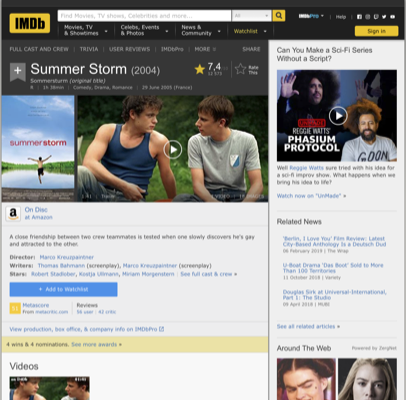 IMDb
Find Movies, TV shows, Celebrities and more...
All
IMDbPro
Help
Movies, TV
& Showtimes
Celebs, Events
& Photos
News &
Community
Watchlist
Sign in
FULL CAST AND CREW | TRIVIA | USER REVIEWS | IMDbPro | MORE
SHARE
Summer Storm (2004)
Sommersturm (original title)
R | 1h 38min | Comedy, Drama, Romance | 29 June 2005 (France)
7,4
Rate
This
summerstorm
1:41 | Trailer
On Disc
at Amazon
A close friendship between two crew teammates is tested when one slowly discovers he's gay
and attracted to the other.
Director: Marco Kreuzpaintner
Writers: Thomas Bahmann (screenplay), Marco Kreuzpaintner (screenplay)
Stars: Robert Stadlober, Kostja Ullmann, Miriam Morgenstern | See full cast & crew »
+ Add to Watchlist
Metascore
From metacritic.com
Reviews
56 user | 42 critic
View production, box office, & company info on IMDbPro
4 wins & 4 nominations. See more awards »
Videos
Can You Make a Sci-Fi Series
Without a Script?
REGGIE WATTS'
PHASIUM
PROTOCOL
Well Reggie Watts sure tried with his idea for
a sci-fi improv show. What happens when we
bring his idea to life?
Watch now on "UnMade" »
Related News
'Berlin, I Love You' Film Review: Latest
City-Based Anthology Is a Deutsch Dud
06 February 2019 | The Wrap
U-Boat Drama "Das Boot" Sold to More
Than 100 Territories
11 October 2018 | Variety
Douglas Sirk at Universal-International,
Part 1: The Studio
09 April 2018 | MUBI
See all related articles »
Around The Web
Powered by ZergNet